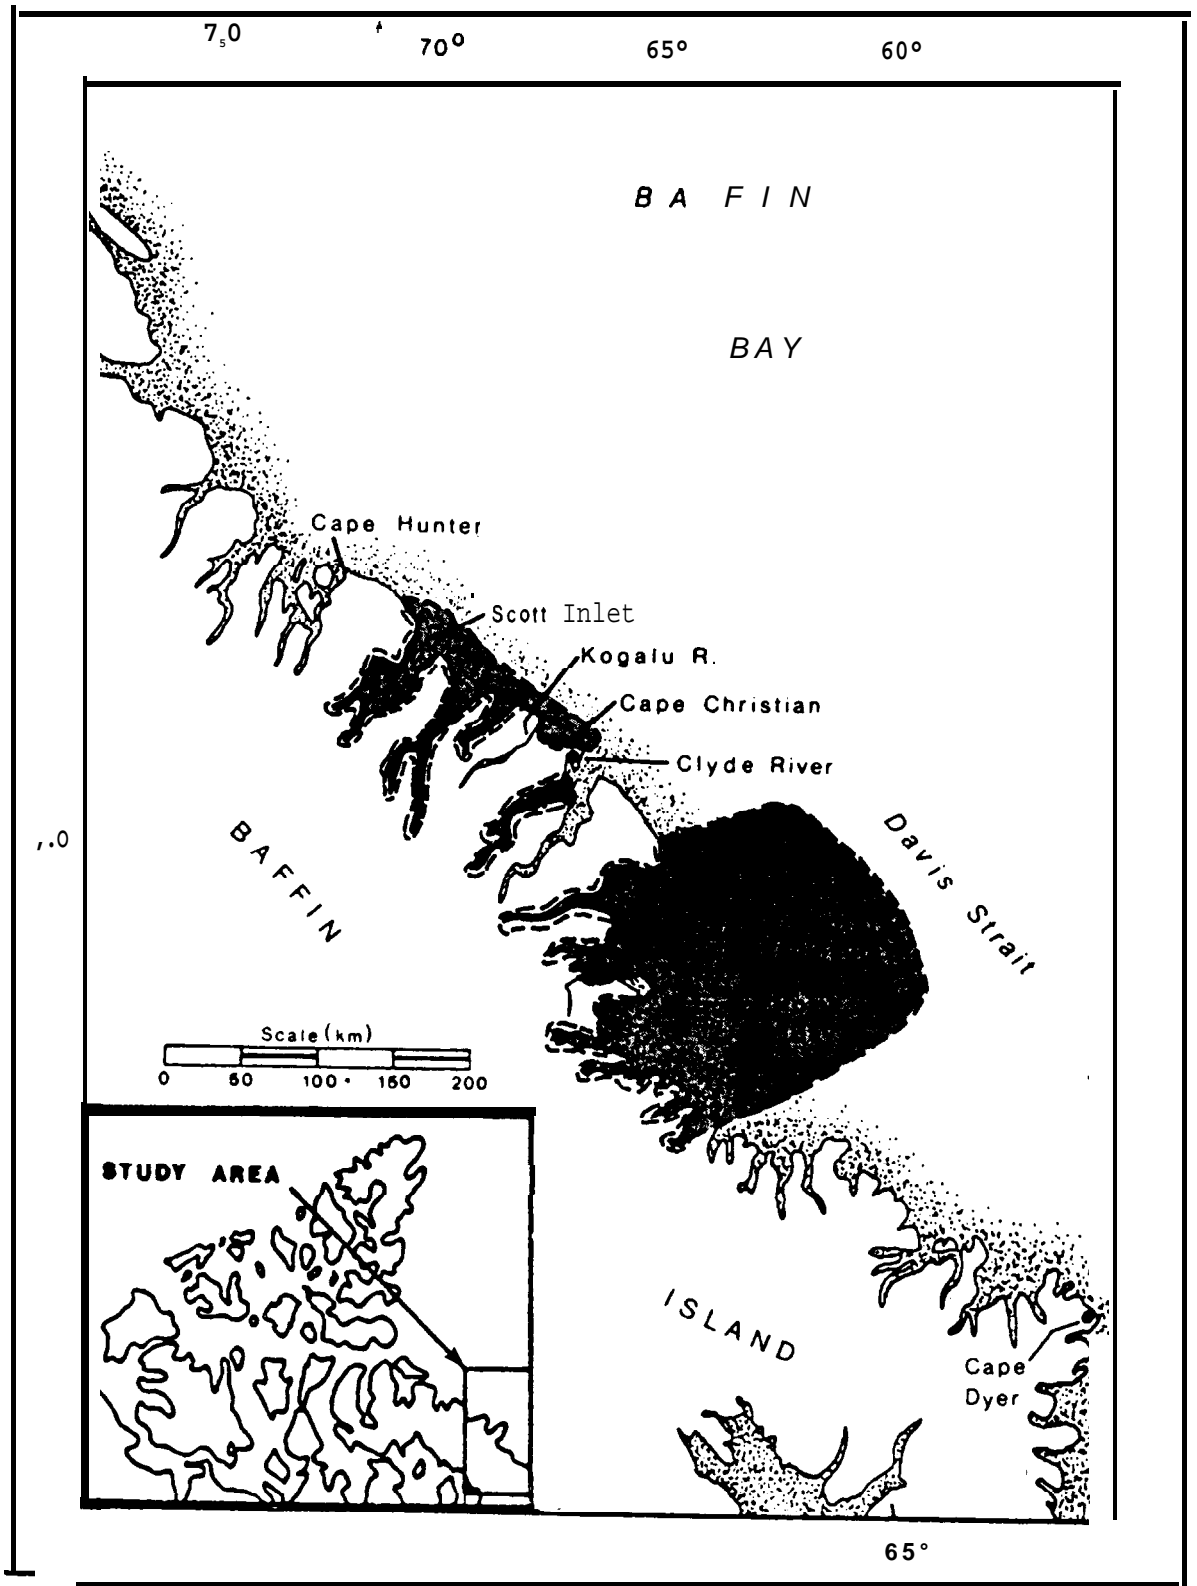 7₅0 70° 65° 60°
BA FIN
BAY
Cape Hunter
Scott Inlet
Kogalu R.
Cape Christian
Clyde River
Davis Strait
,.0
BAFFIN
Scale (km)
0 50 100 150 200
STUDY AREA
ISLAND
Cape
Dyer
65°